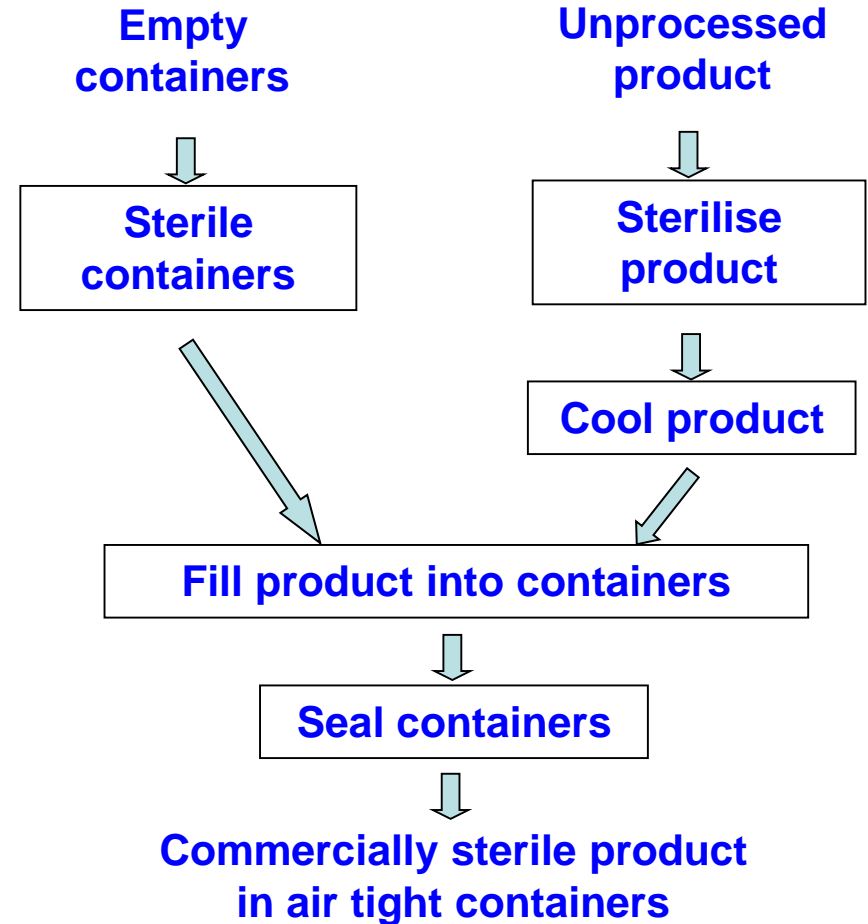 Empty
containers
Unprocessed
product
Sterile
containers
Sterilise
product
Cool product
Fill product into containers
Seal containers
Commercially sterile product
in air tight containers